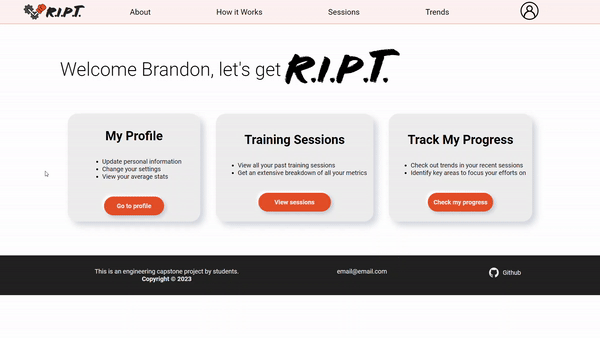 R.I.P.T.
About
How it Works
Sessions
Trends
Welcome Brandon, let's get R.I.P.T.
My Profile
Update personal information
Change your settings
View your average stats
Go to profile
Training Sessions
View all your past training sessions
Get an extensive breakdown of all your metrics
View sessions
Track My Progress
Check out trends in your recent sessions
Identify key areas to focus your efforts on
Check my progress
This is an engineering capstone project by students.
Copyright © 2023
email@email.com
Github